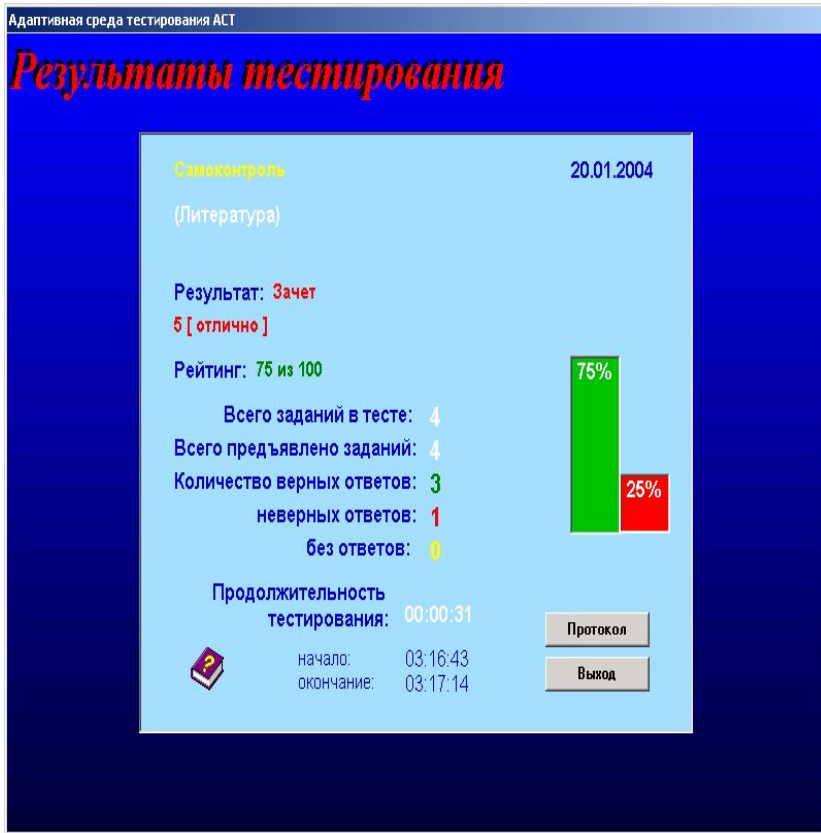 Адаптивная среда тестирования АСТ
Результаты тестирования
Самоконтроль
20.01.2004
(Литература)
Результат: Зачет
5 [ отлично ]
Рейтинг: 75 из 100
75%
Всего заданий в тесте: 4
Всего предъявлено заданий: 4
Количество верных ответов: 3
25%
неверных ответов: 1
без ответов: 0
Продолжительность
тестирования: 00:00:31
Протокол
начало: 03:16:43
окончание: 03:17:14
Выход